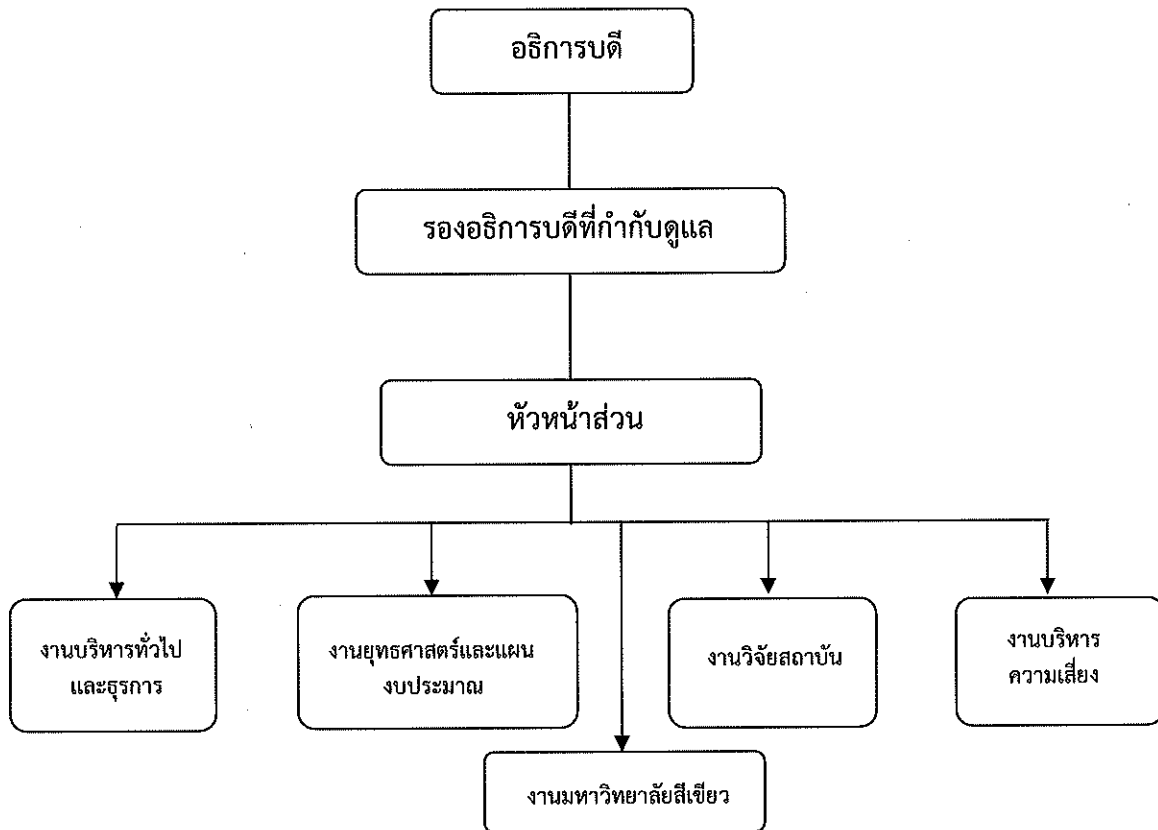 อธิการบดี
รองอธิการบดีที่กำกับดูแล
หัวหน้าส่วน
งานบริหารทั่วไป
และธุรการ
งานยุทธศาสตร์และแผน
งบประมาณ
งานวิจัยสถาบัน
งานบริหาร
ความเสี่ยง
งานมหาวิทยาลัยสีเขียว